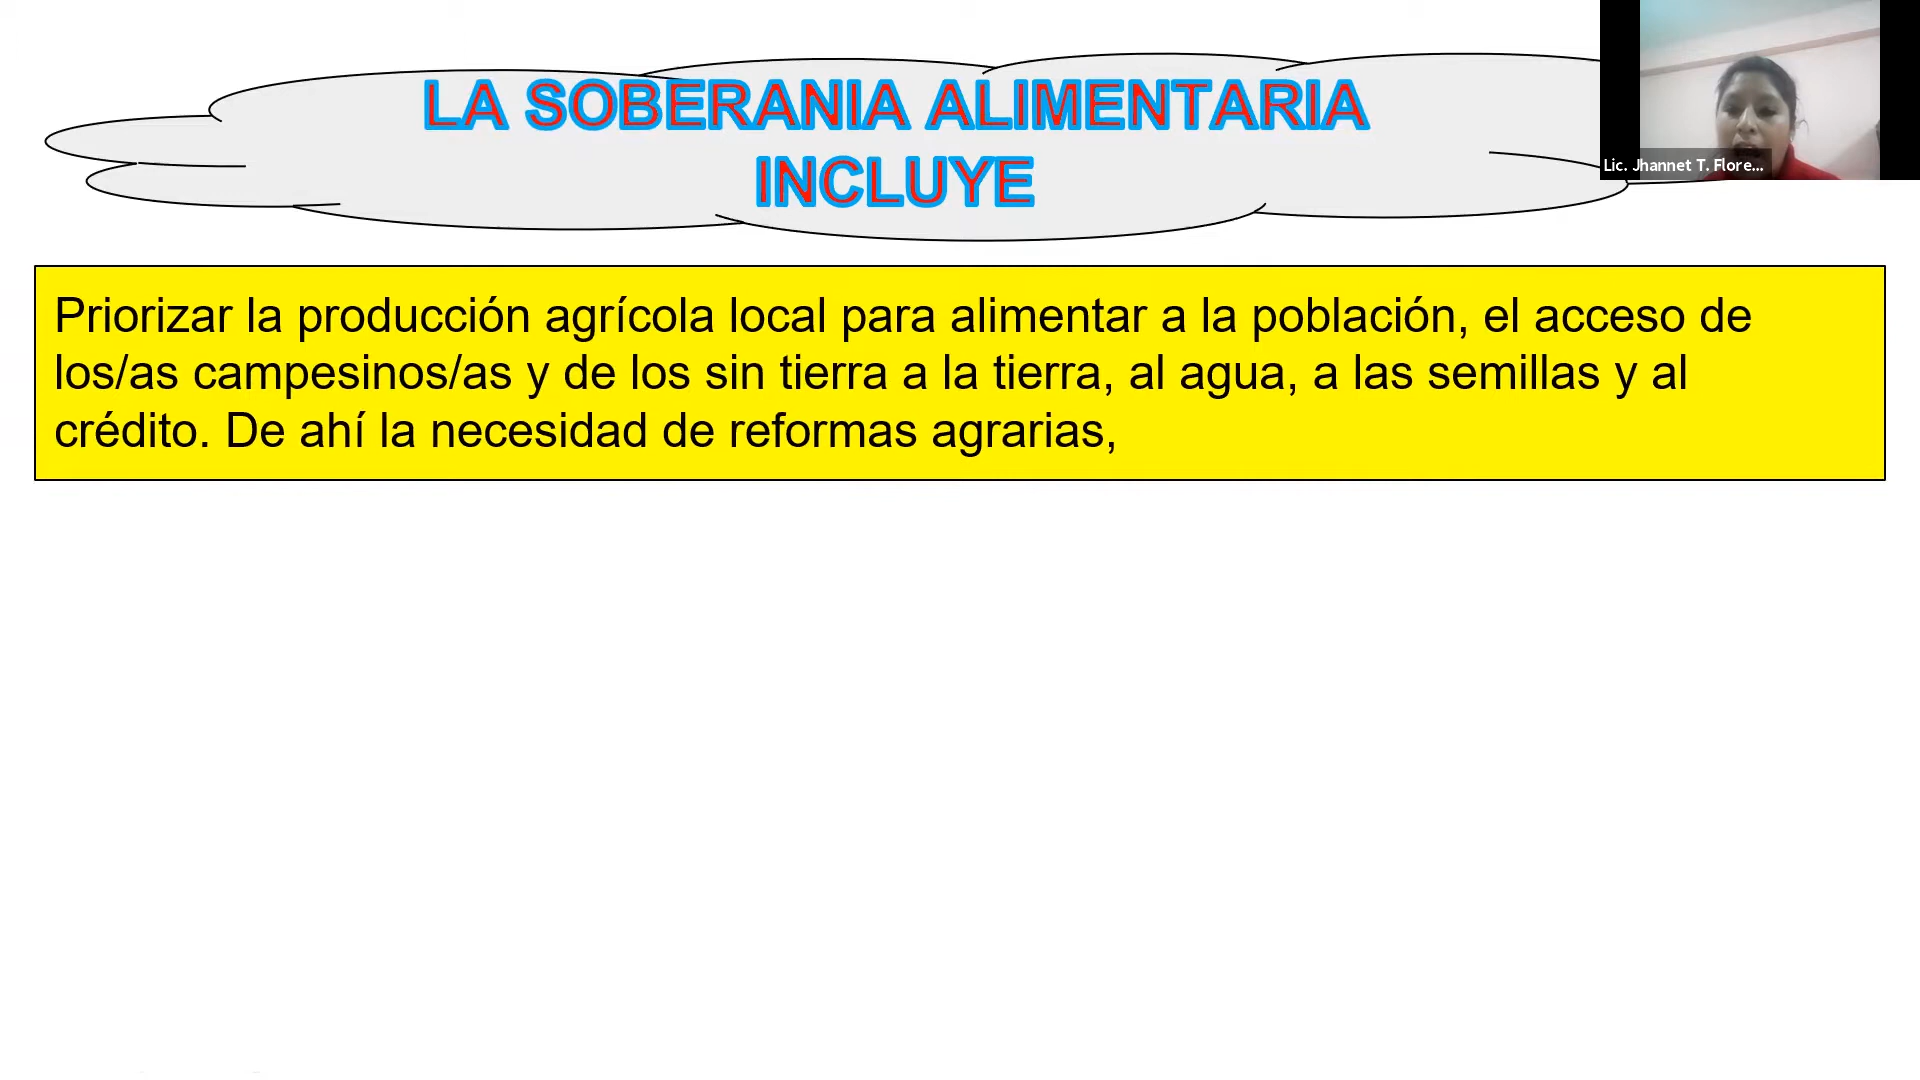 LA SOBERANIA ALIMENTARIA
INCLUYE
Lic. Jhannet T. Flore...
Priorizar la producción agrícola local para alimentar a la población, el acceso de
los/as campesinos/as y de los sin tierra a la tierra, al agua, a las semillas y al
crédito. De ahí la necesidad de reformas agrarias,